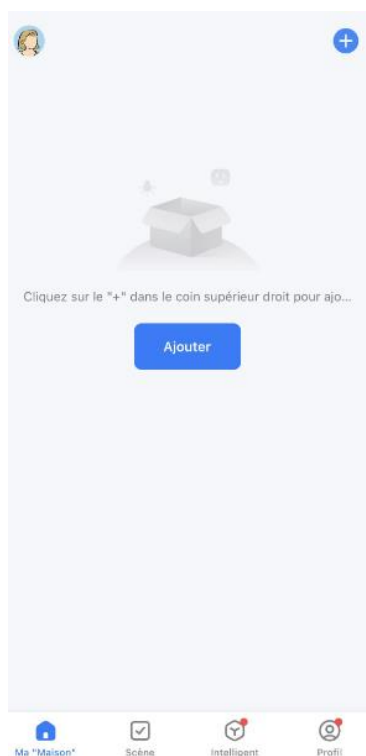 Cliquez sur le "+" dans le coin supérieur droit pour ajo...
Ajouter
Ma "Maison"
Scène
Intelligent
Profil